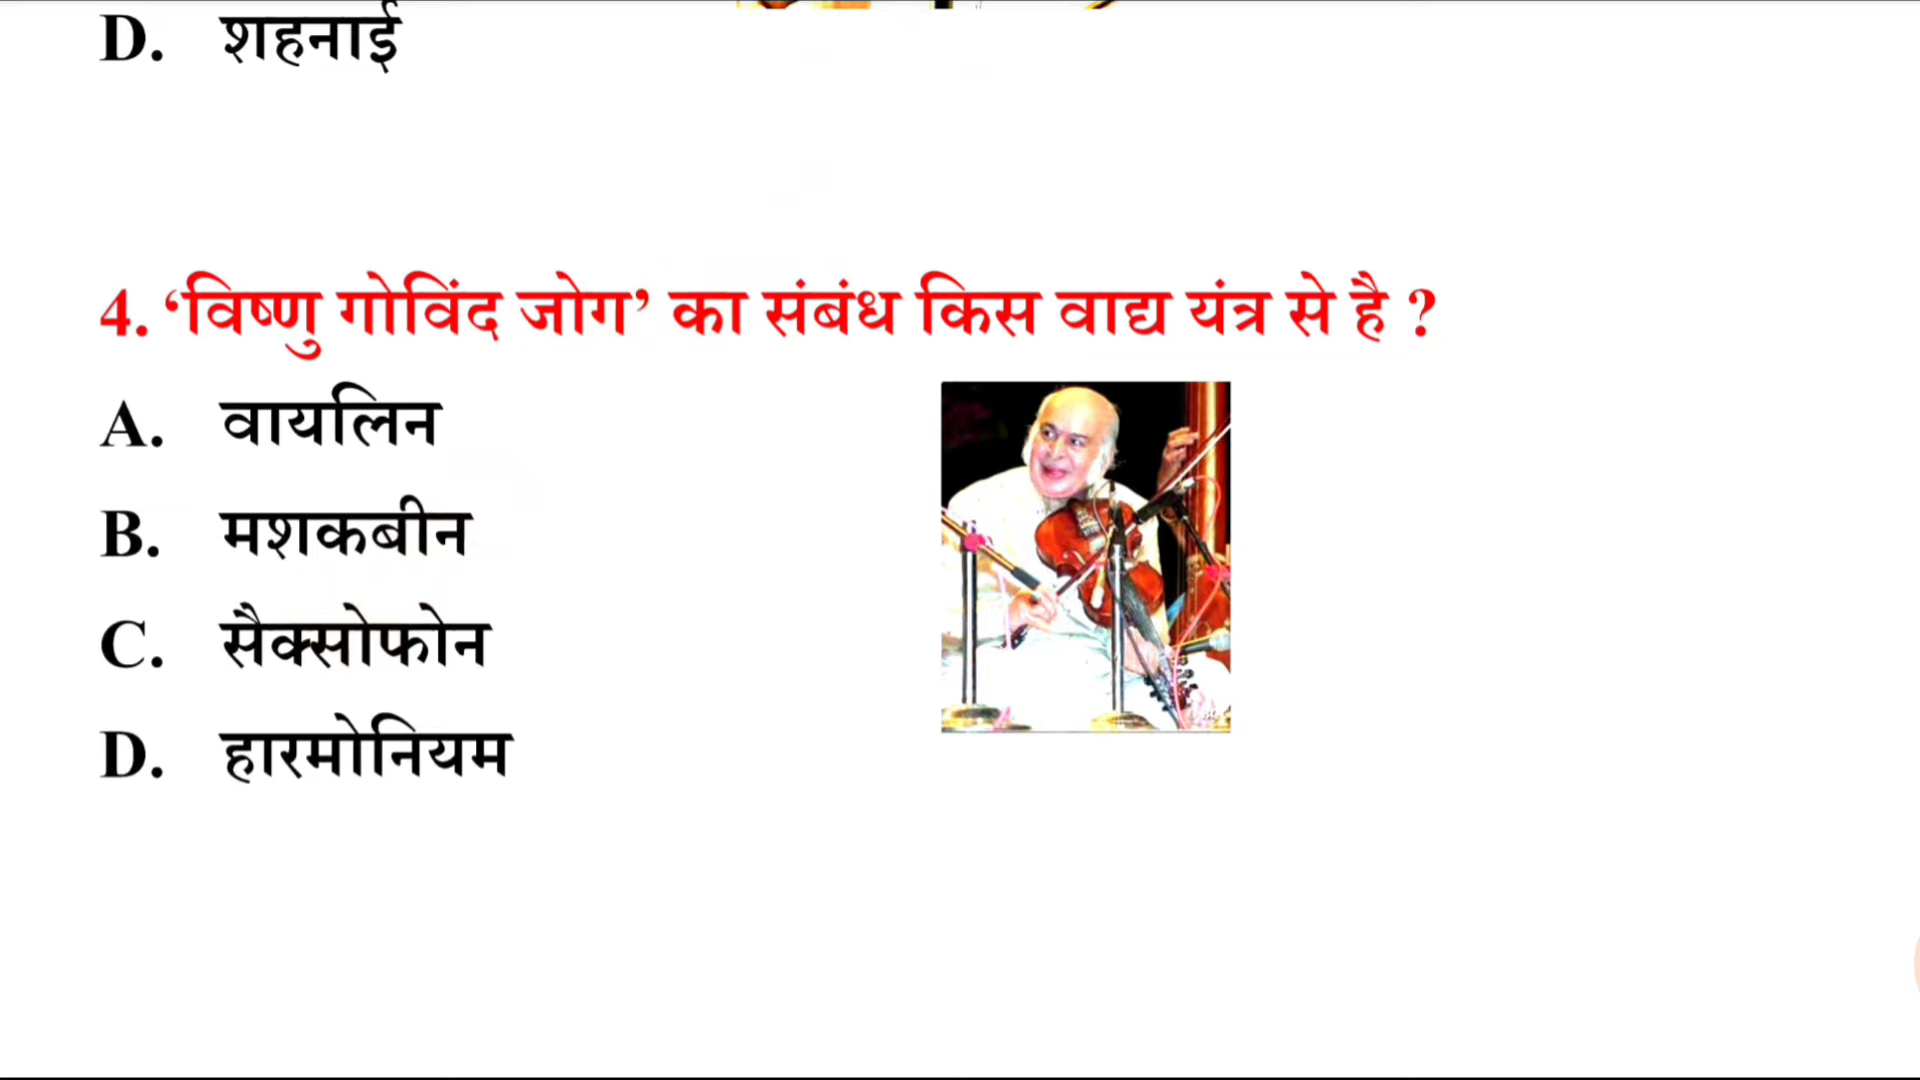 D. शहनाई
4. ‘विष्णु गोविंद जोग’ का संबंध किस वाद्य यंत्र से है ?
A. वायलिन
B. मशकबीन
C. सैक्सोफोन
D. हारमोनियम